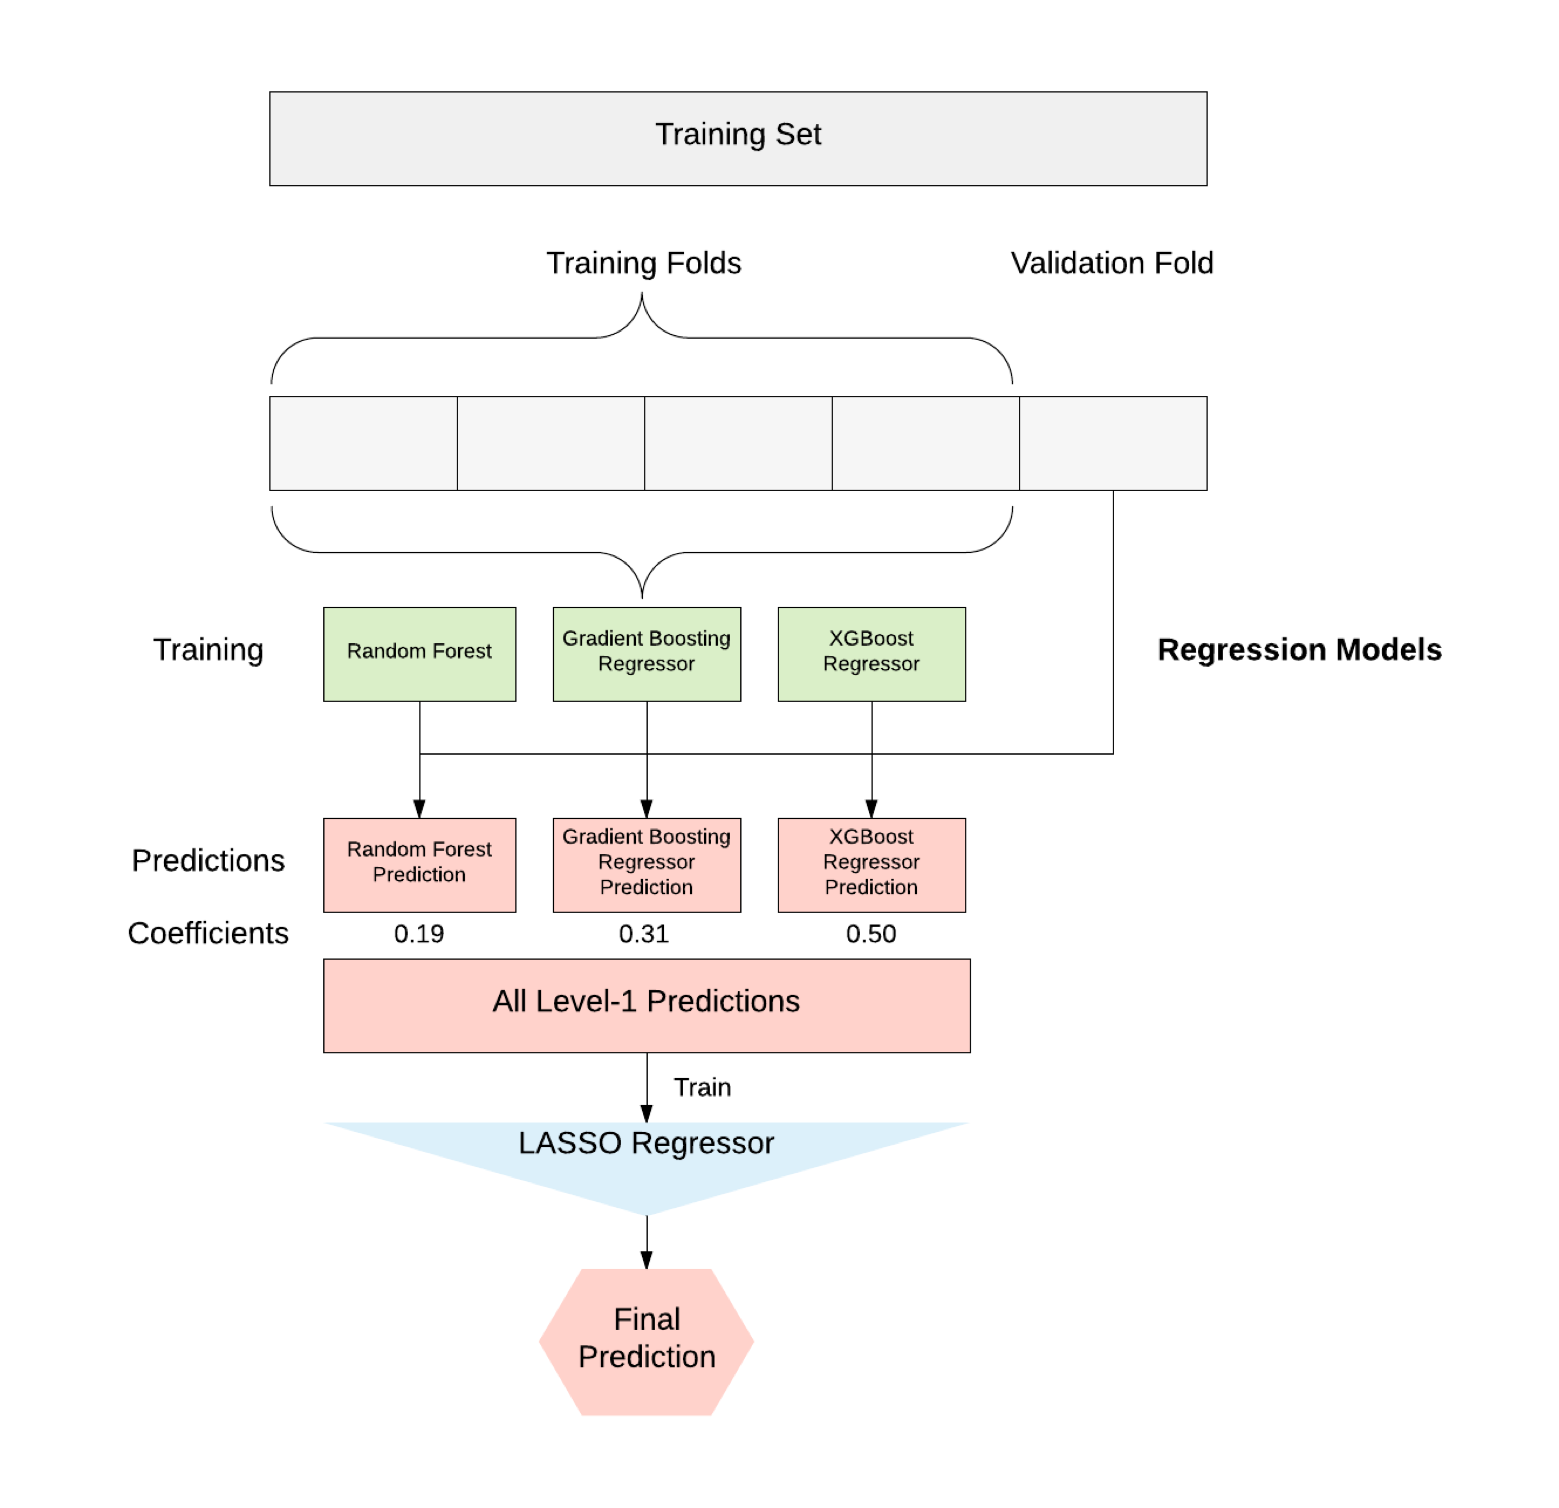 Training Set
Training Folds
Validation Fold
Training
Random Forest
Gradient Boosting
Regressor
XGBoost
Regressor
Regression Models
Predictions
Random Forest
Prediction
Gradient Boosting
Regressor
Prediction
XGBoost
Regressor
Prediction
Coefficients
0.19
0.31
0.50
All Level-1 Predictions
Train
LASSO Regressor
Final
Prediction